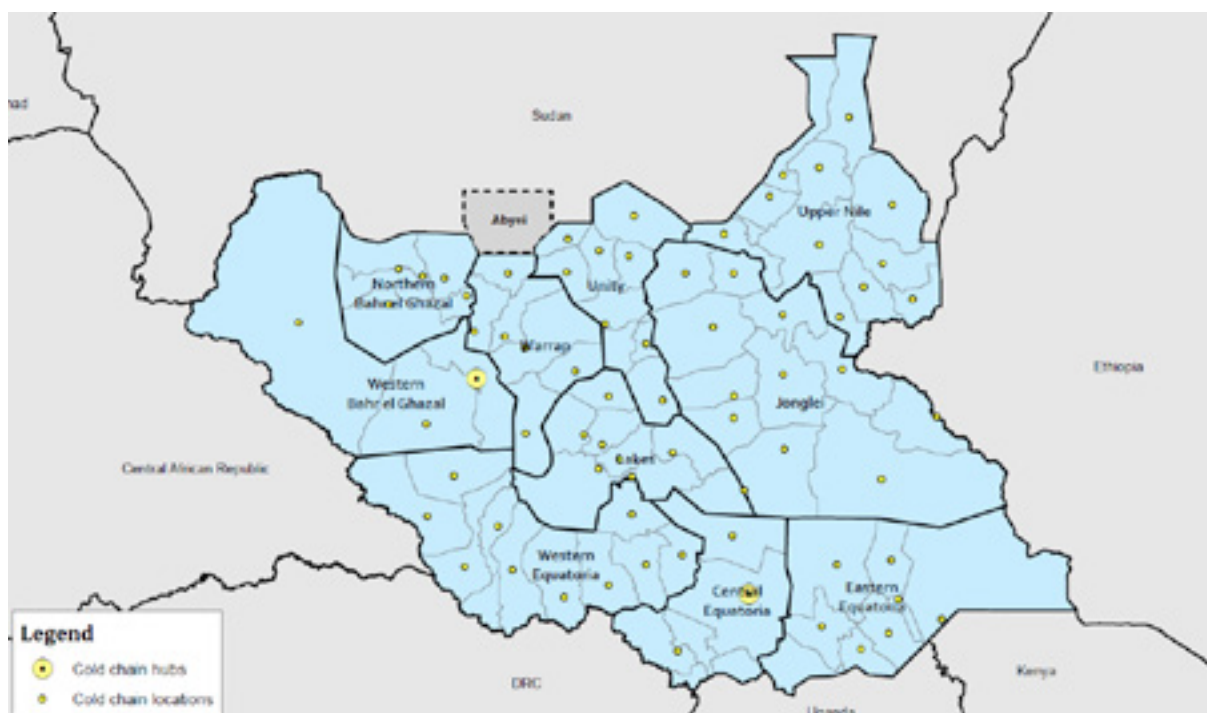 Sudan
Abyei
Upper Nile
Unity
Northern
Bahr el Ghazal
Warrap
Western
Bahr el Ghazal
Ethiopia
Jonglei
Central African Republic
Lakes
Western
Equatoria
Central
Equatoria
Eastern
Equatoria
Legend
Cold chain hubs
Cold chain locations
DRC
Kenya
Uganda